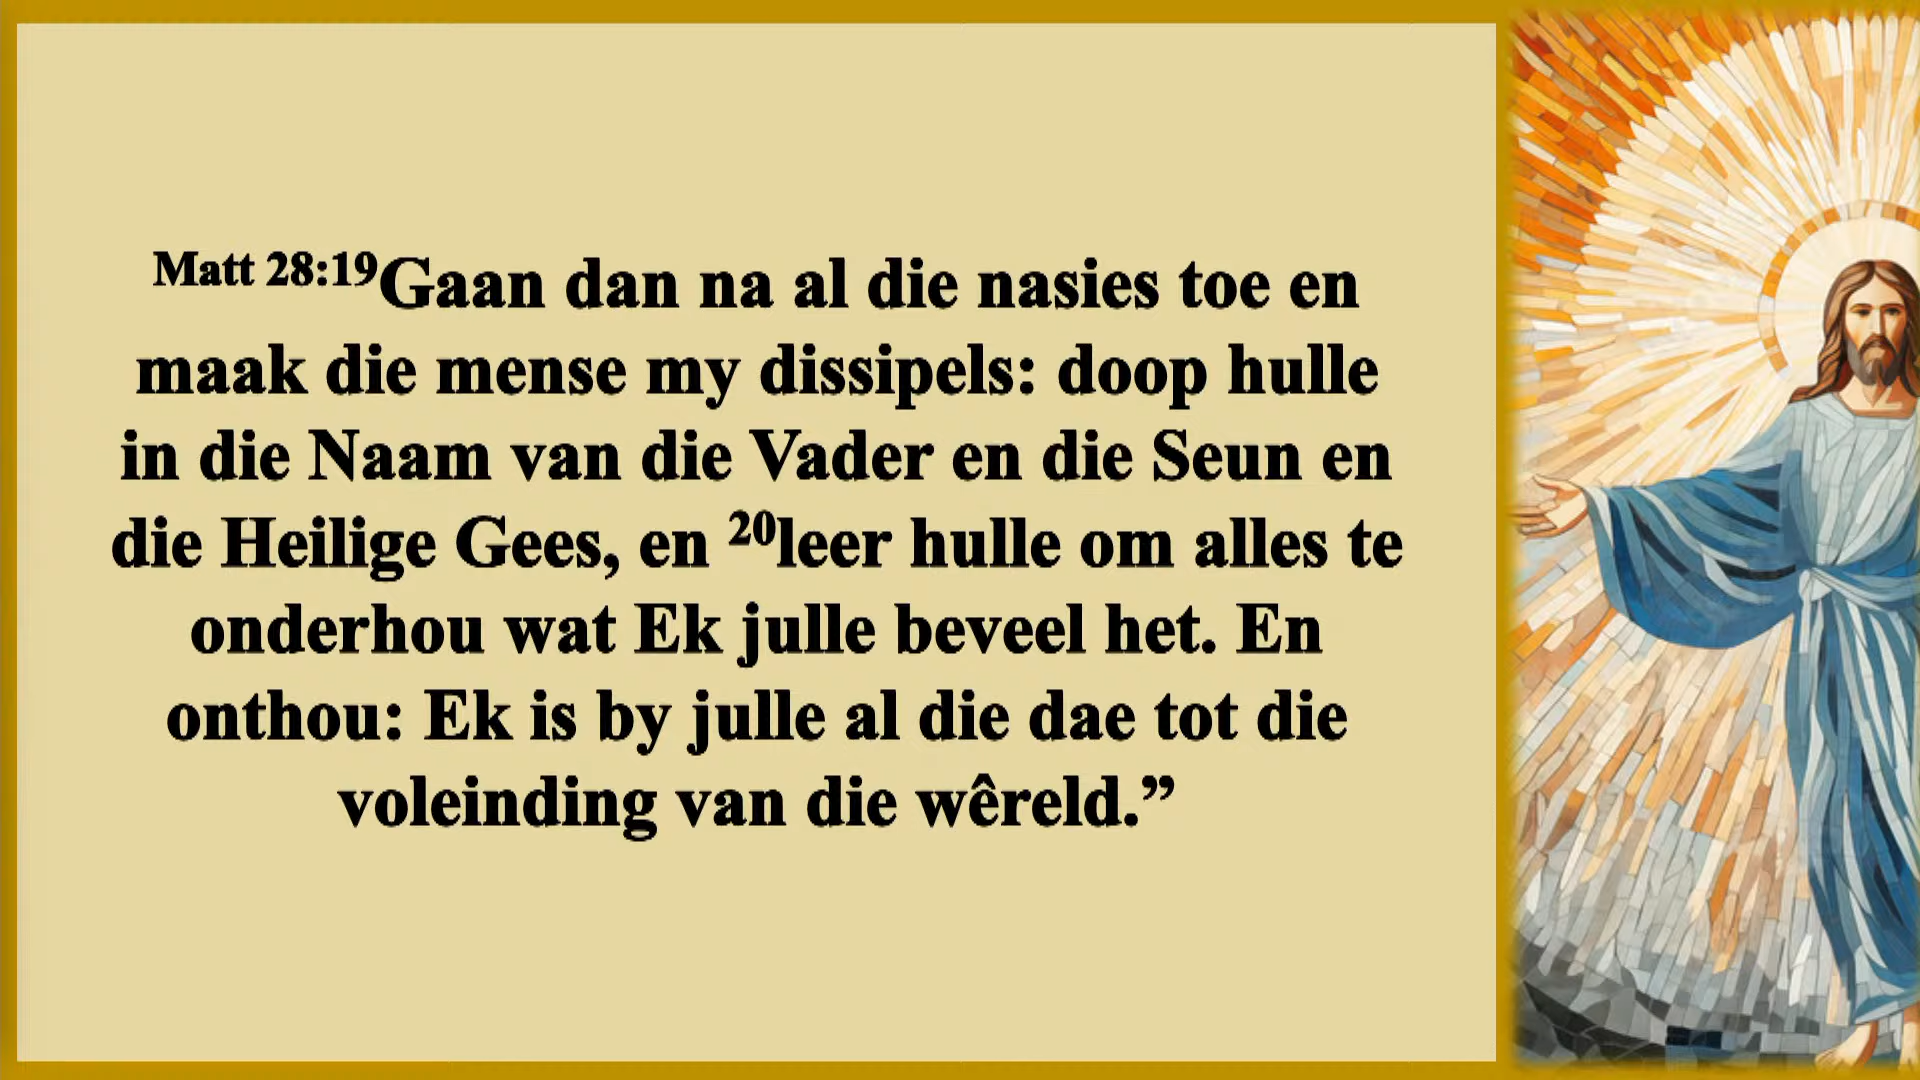 Matt 28:19Gaan dan na al die nasies toe en
maak die mense my dissipels: doop hulle
in die Naam van die Vader en die Seun en
die Heilige Gees, en 20leer hulle om alles te
onderhou wat Ek julle beveel het. En
onthou: Ek is by julle al die dae tot die
voleinding van die wêreld.”